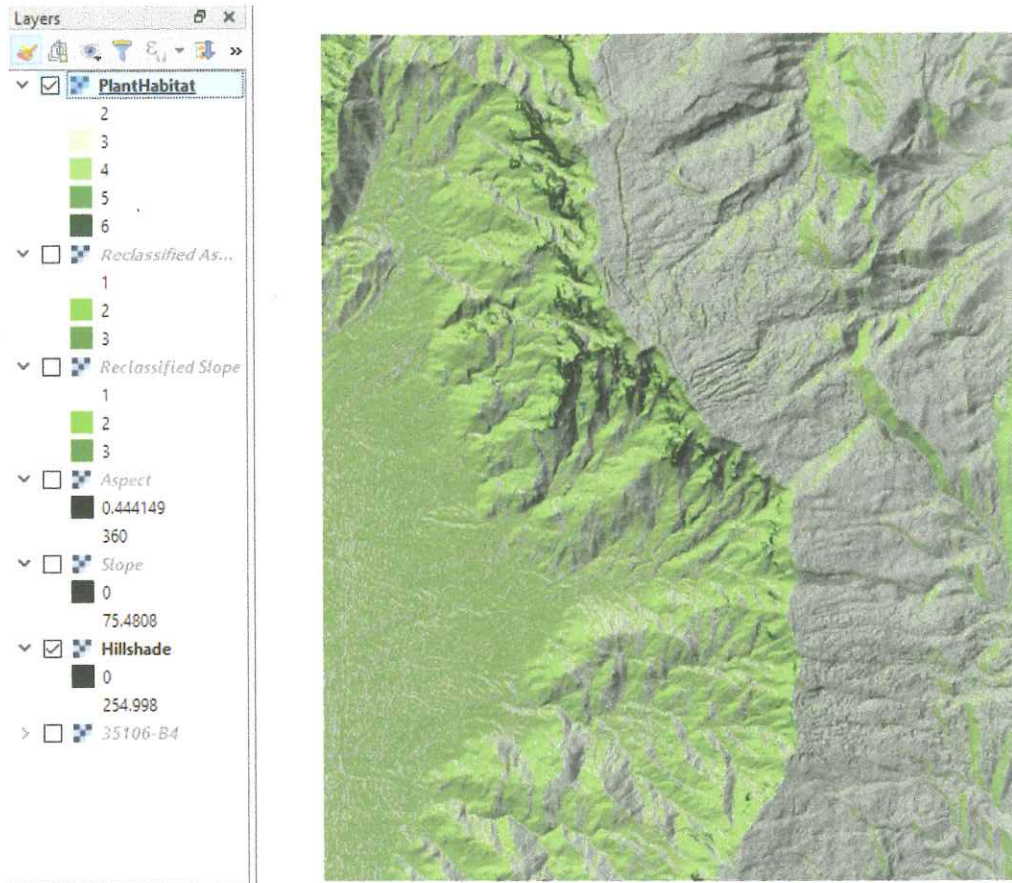 Layers
PlantHabitat
2
3
4
5
6
Reclassified As...
1
2
3
Reclassified Slope
1
2
3
Aspect
0.444149
360
Slope
0
75.4808
Hillshade
0
254.998
35106-B4